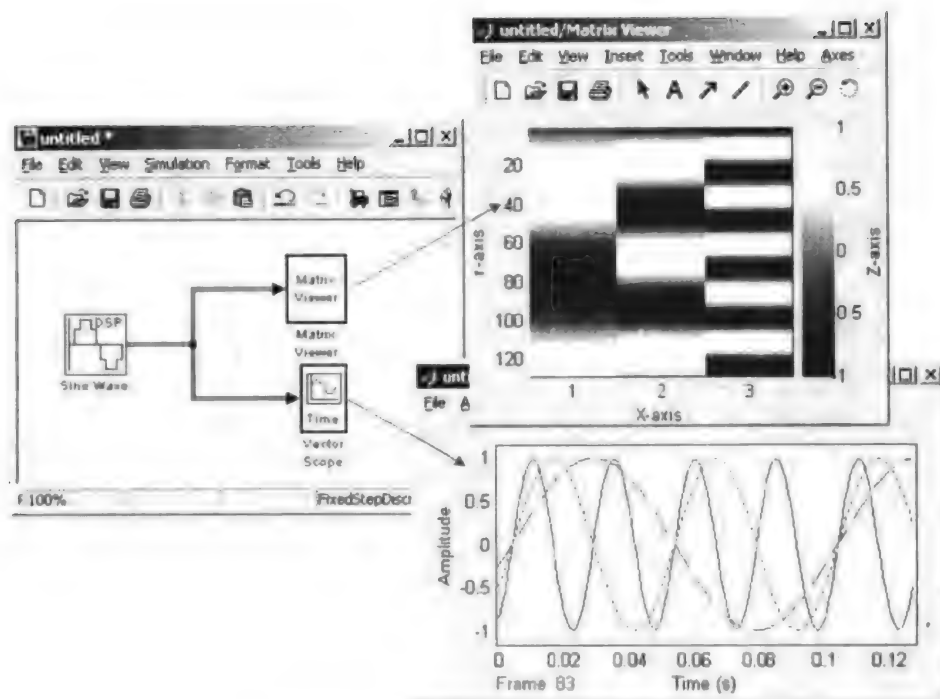 untitled/Matrix Viewer
File Edit View Insert Tools Window Help Axes
A
untitled *
File Edit View Simulation Format Tools Help
20
40
60
80
100
120
r-axis
1 2 3
X-axis
1
0.5
0
0.5
1
Z-axis
DSP
Sine Wave
Matrix
Viewer
Matrix
Viewer
Time
Vector
Scope
100%
FixedStepDiscr
unt
File A
1
0.5
0
-0.5
-1
Amplitude
0 0.02 0.04 0.06 0.08 0.1 0.12
Frame 83 Time (s)